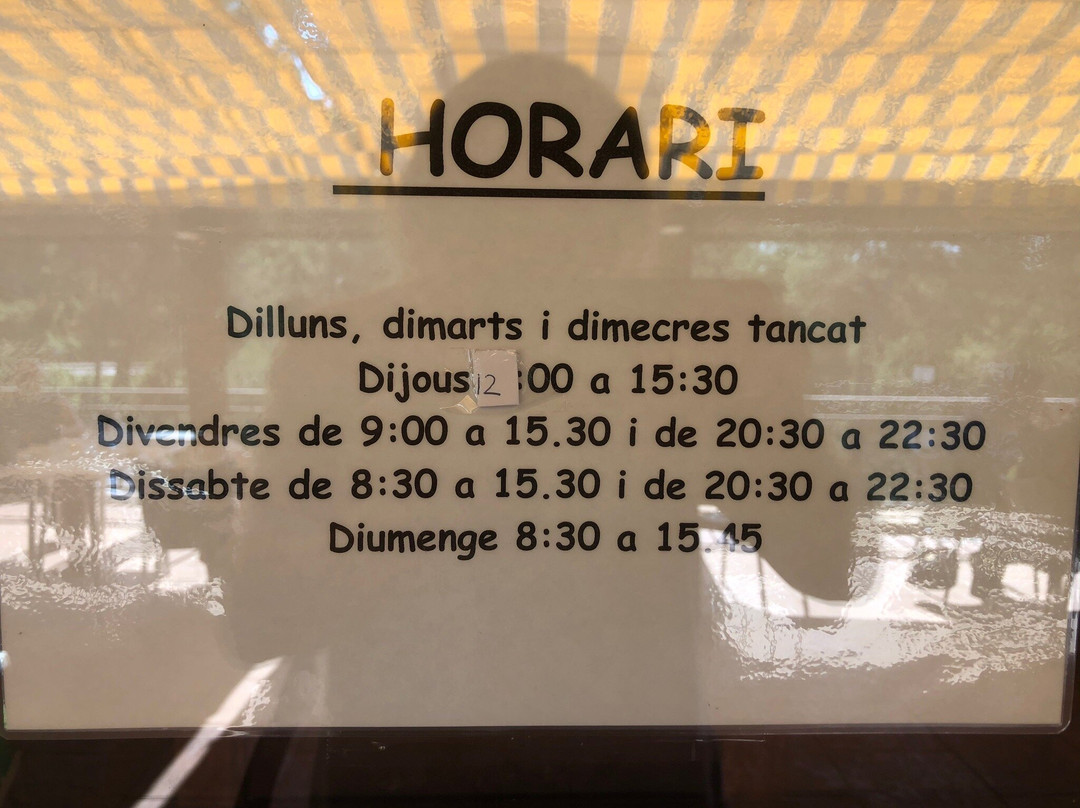 HORARI
Dilluns, dimarts i dimecres tancat
Dijous 12:00 a 15:30
Divendres de 9:00 a 15.30 i de 20:30 a 22:30
Dissabte de 8:30 a 15.30 i de 20:30 a 22:30
Diumenge 8:30 a 15.45